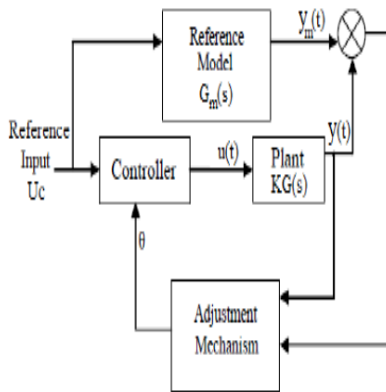 Reference
Model
Gm(s)
ym(t)
Reference
Input
Uc
Controller
u(t)
Plant
KG(s)
y(t)
θ
Adjustment
Mechanism